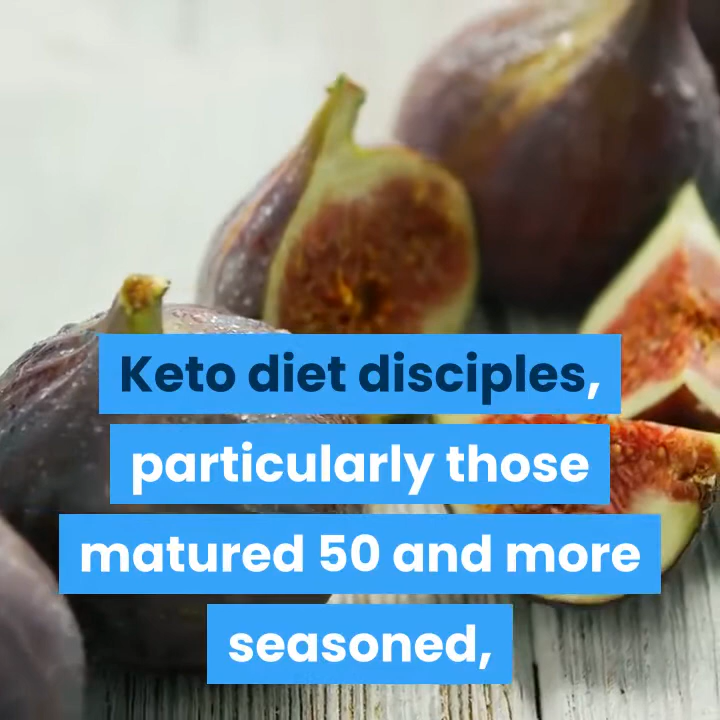 Keto diet disciples,
particularly those
matured 50 and more
seasoned,